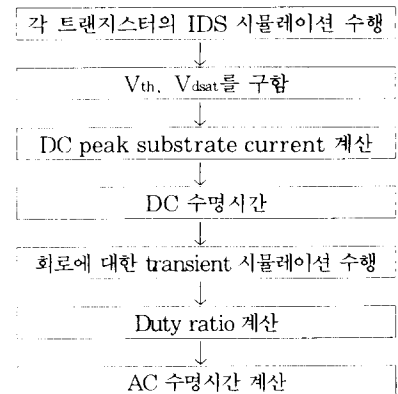 각 트랜지스터의 IDS 시뮬레이션 수행
Vth, Vdsat를 구함
DC peak substrate current 계산
DC 수명시간
회로에 대한 transient 시뮬레이션 수행
Duty ratio 계산
AC 수명시간 계산